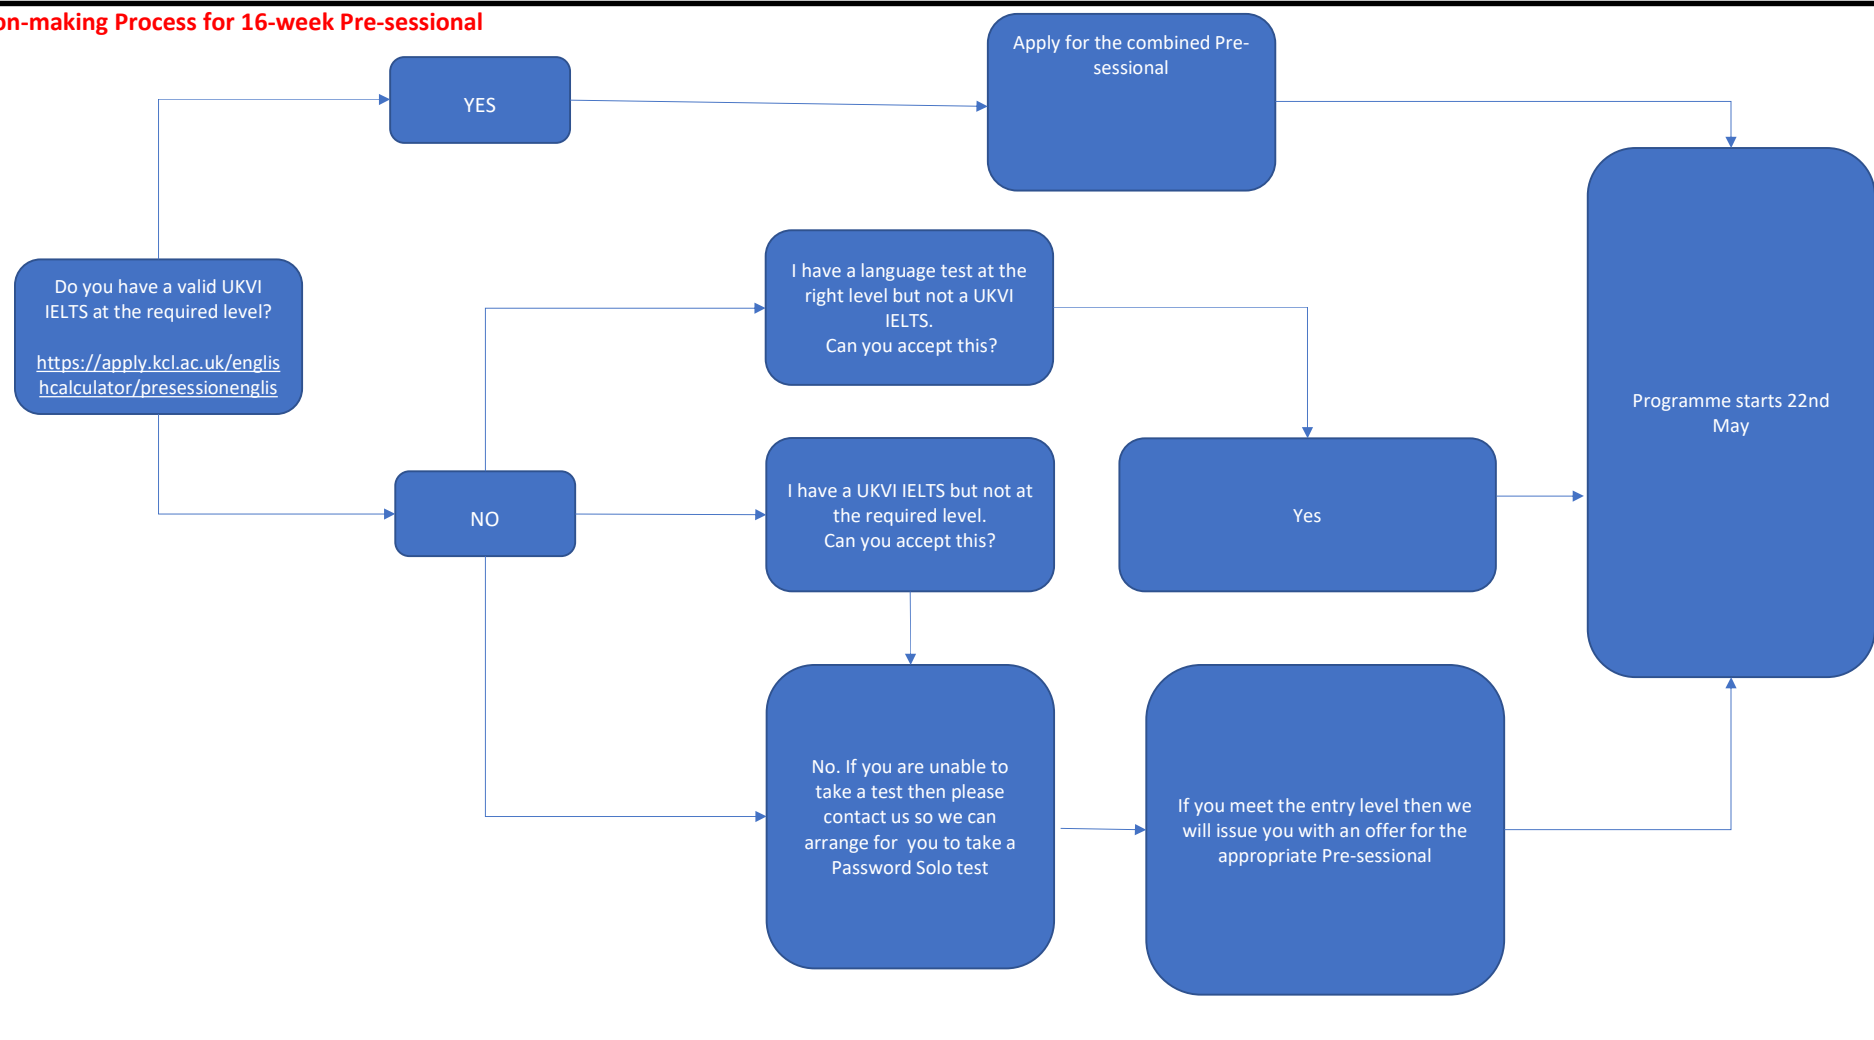 on-making Process for 16-week Pre-sessional
YES
Apply for the combined Pre-
sessional
Do you have a valid UKVI
IELTS at the required level?
https://apply.kcl.ac.uk/englis
hcalculator/presessionenglis
NO
I have a language test at the
right level but not a UKVI
IELTS.
Can you accept this?
I have a UKVI IELTS but not at
the required level.
Can you accept this?
Yes
No. If you are unable to
take a test then please
contact us so we can
arrange for  you to take a
Password Solo test
If you meet the entry level then we
will issue you with an offer for the
appropriate Pre-sessional
Programme starts 22nd
May